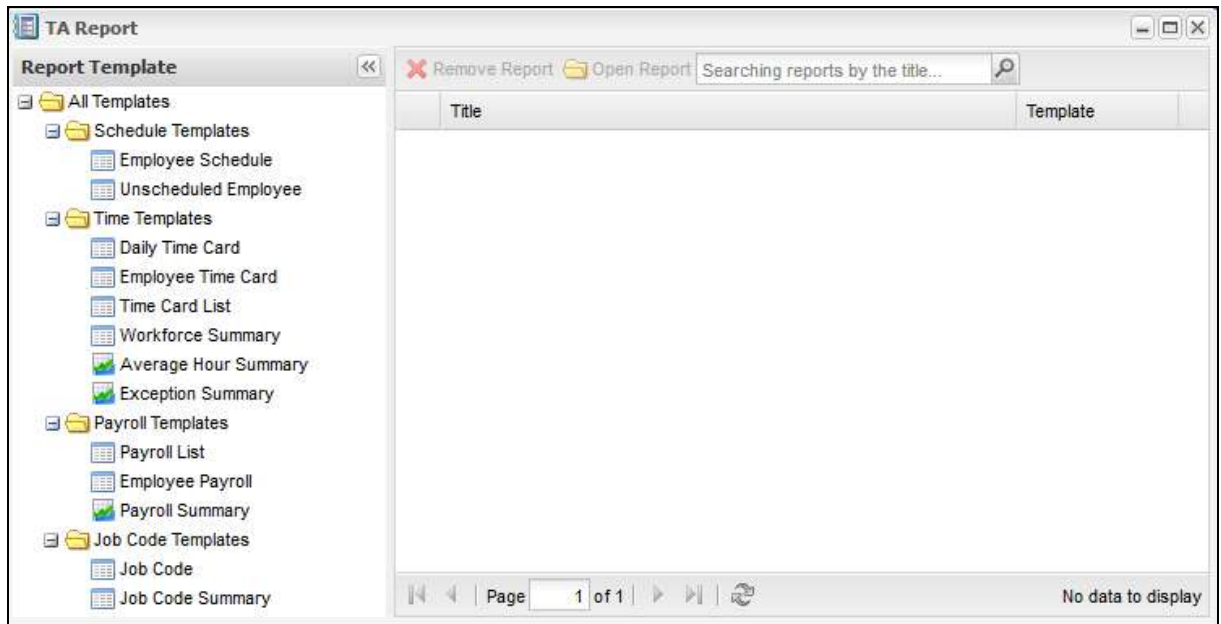 TA Report
Report Template
All Templates
Schedule Templates
Employee Schedule
Unscheduled Employee
Time Templates
Daily Time Card
Employee Time Card
Time Card List
Workforce Summary
Average Hour Summary
Exception Summary
Payroll Templates
Payroll List
Employee Payroll
Payroll Summary
Job Code Templates
Job Code
Job Code Summary
Remove Report Open Report Searching reports by the title...
Title Template
Page 1 of 1 No data to display